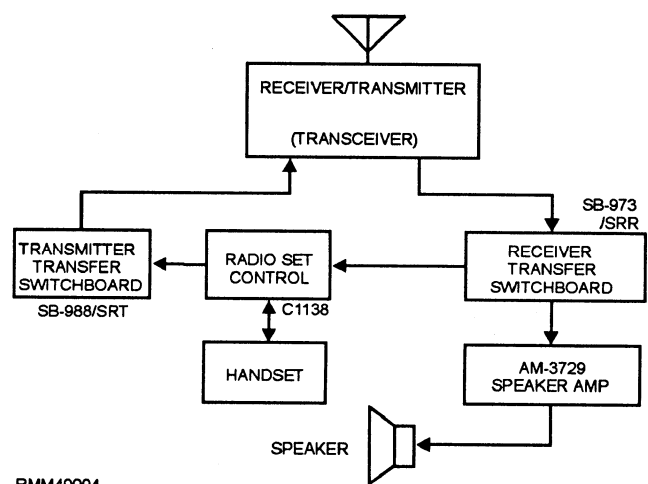 RECEIVER/TRANSMITTER
(TRANSCEIVER)
SB-973
/SRR
TRANSMITTER
TRANSFER
SWITCHBOARD
SB-988/SRT
RADIO SET
CONTROL
C1138
RECEIVER
TRANSFER
SWITCHBOARD
HANDSET
AM-3729
SPEAKER AMP
SPEAKER